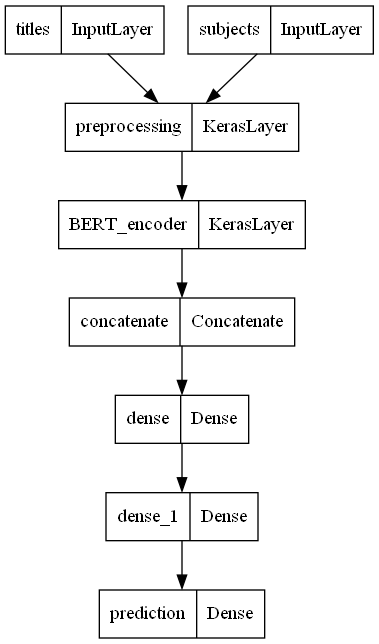 titles InputLayer subjects InputLayer
preprocessing KerasLayer
BERT_encoder KerasLayer
concatenate Concatenate
dense Dense
dense_1 Dense
prediction Dense